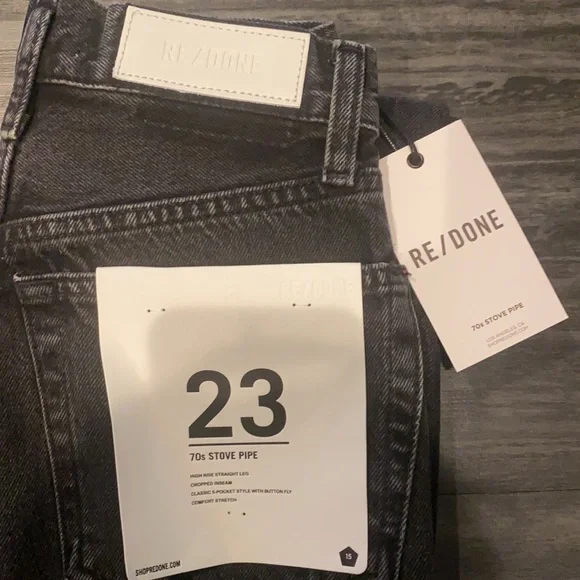 RE/DONE
RE/DONE
70s STOVE PIPE
LOS ANGELES, CA
SHOPREDONE.COM
RE/DONE
23
70s STOVE PIPE
HIGH RISE STRAIGHT LEG
CROPPED INSEAM
CLASSIC 5-POCKET STYLE WITH BUTTON FLY
COMFORT STRETCH
SHOPREDONE.COM
15